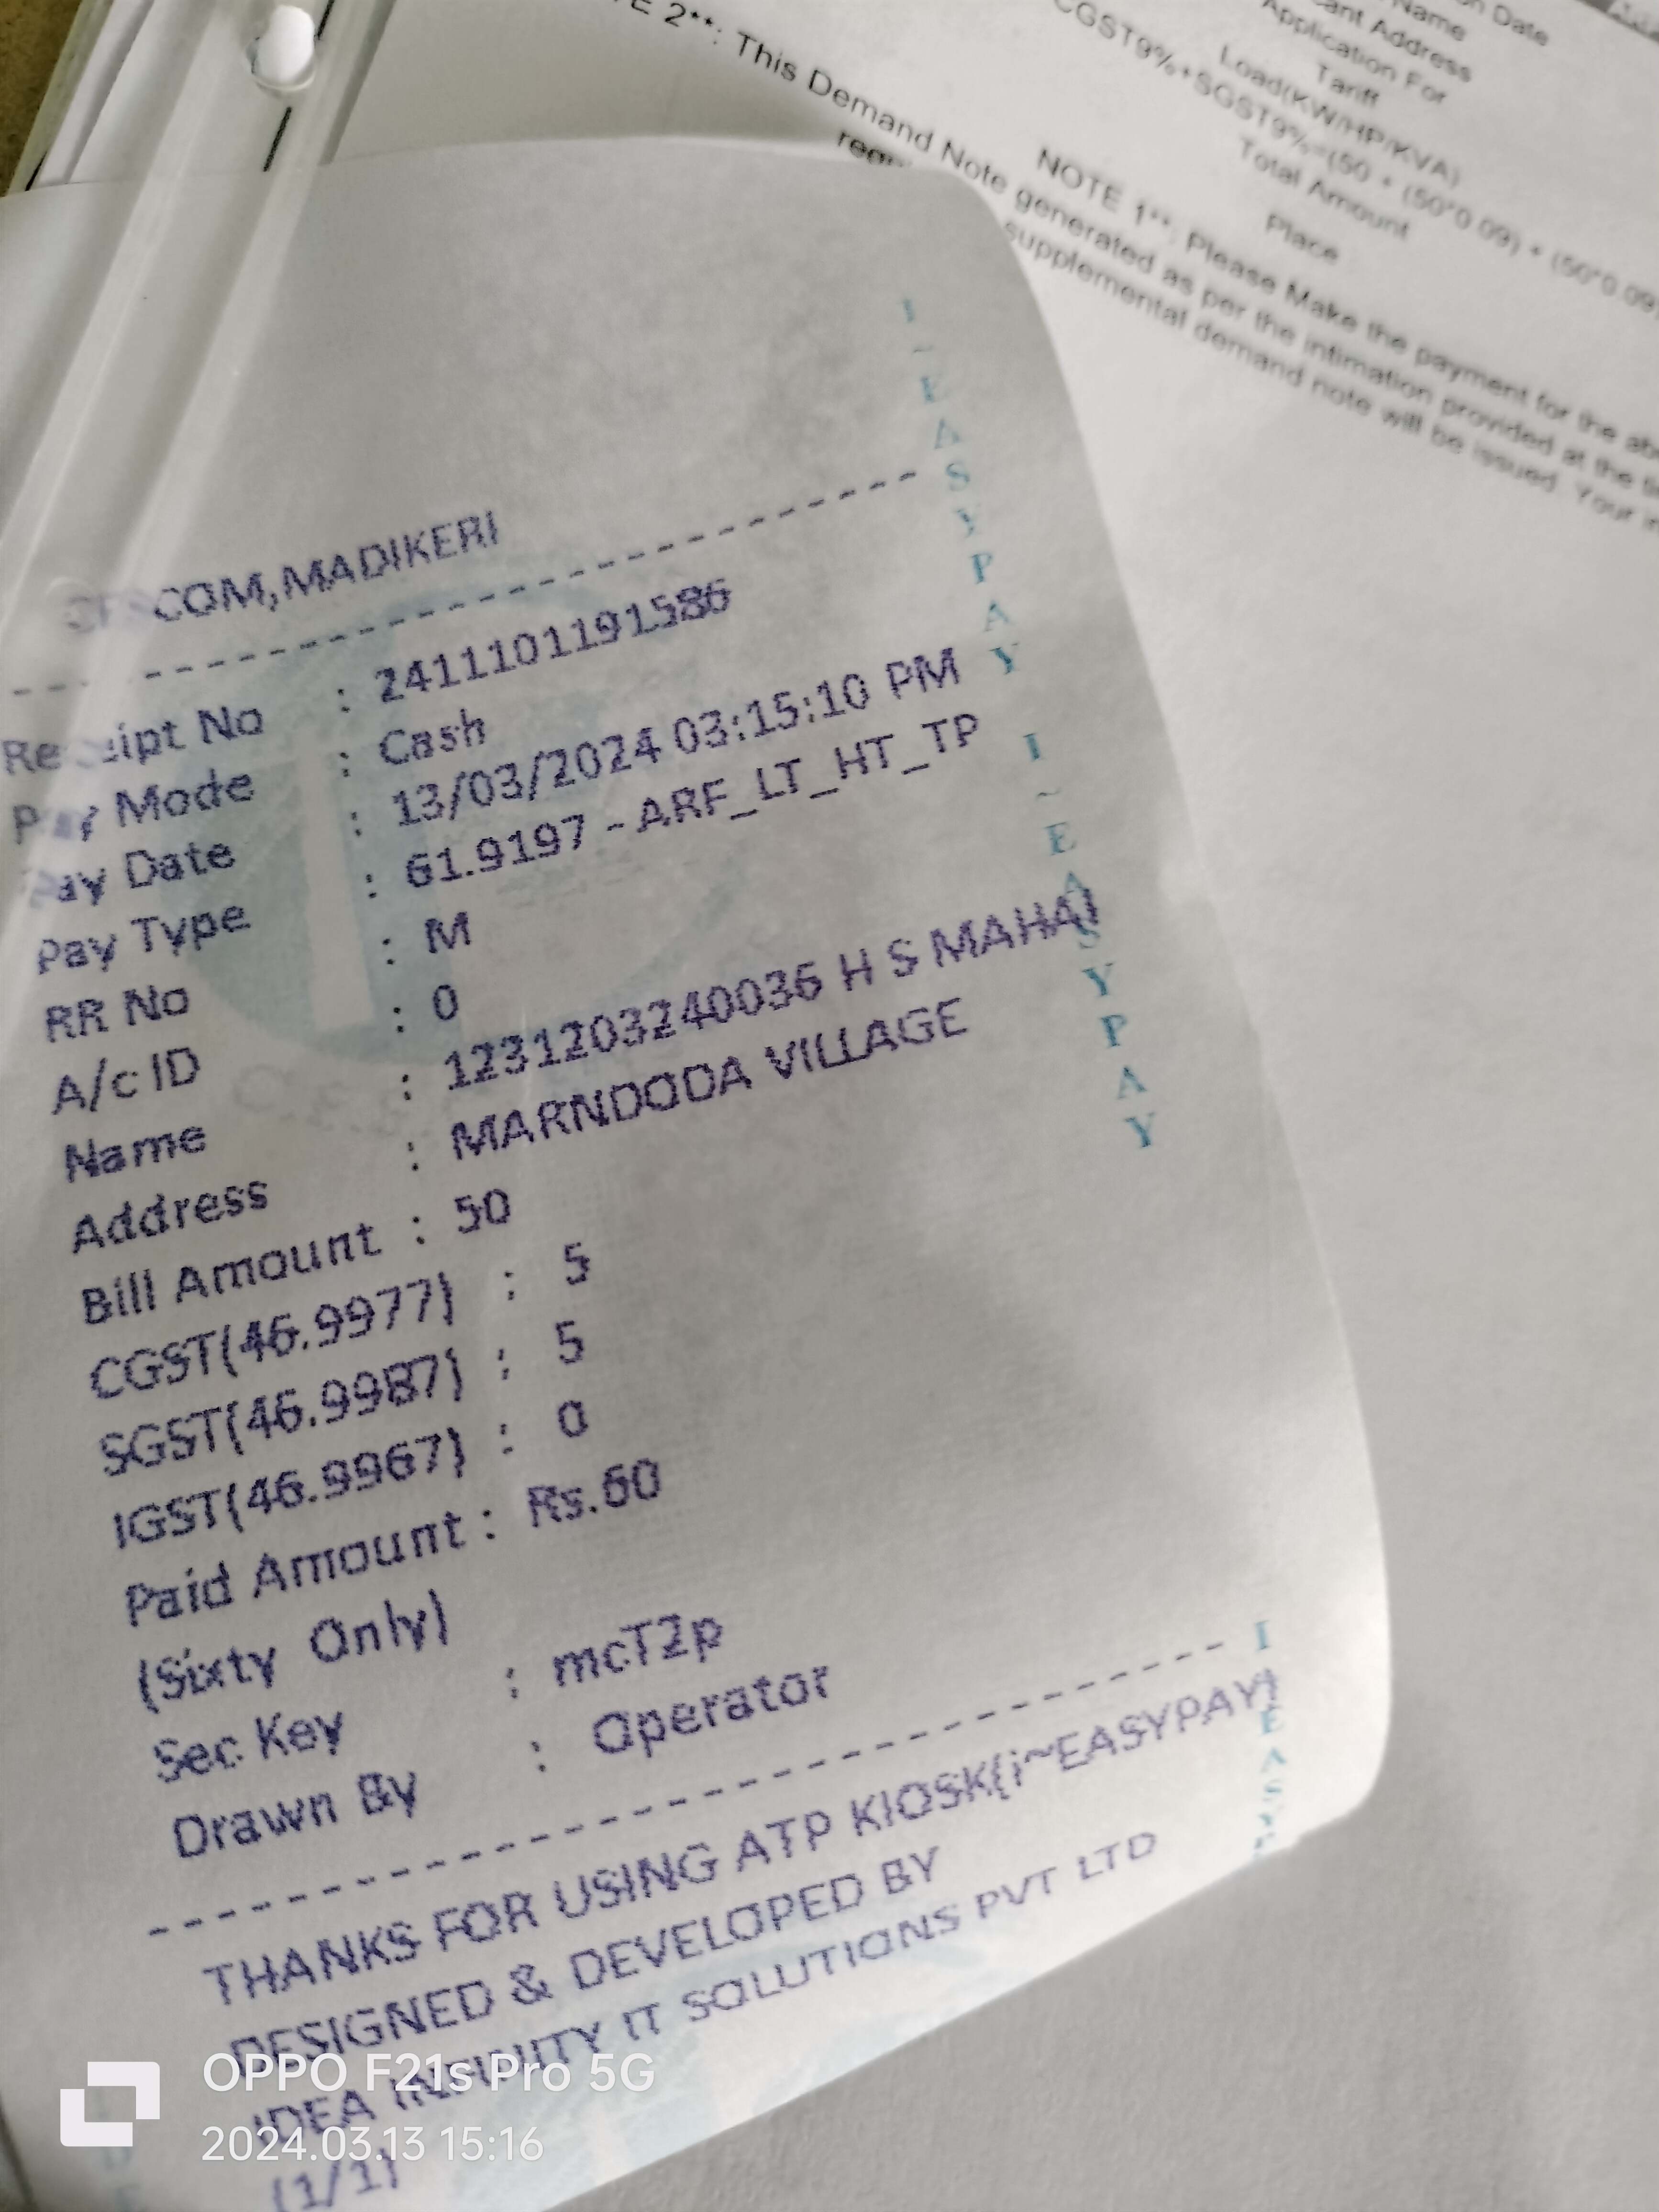 COM,MADIKERI
Receipt No : 2411101191586
Pay Mode : Cash
Pay Date : 13/03/2024 03:15:10 PM
Pay Type : 61.9197 - ARF_LT_HT_TP
RR No : M
A/c ID : 0
Name : 1231203240036 H S MAHA
Address : MARNDODA VILLAGE
Bill Amount : 50
CGST(46.9977) : 5
SGST(46.9987) : 5
IGST(46.9967) : 0
Paid Amount : Rs.60
(Sixty Only)
Sec Key : mcT2p
Drawn By : Operator
THANKS FOR USING ATP KIOSK(i~EASYPAY)
DESIGNED & DEVELOPED BY
IDEA INFINITY IT SOLUTIONS PVT LTD
(1/1)
I~EASYPAY I~EASYPAY
Date
Name
Address
Application For
Tariff
Load(KW/HP/KVA)
CGST9%+SGST9%=(50 + (50*0.09) + (50*0.09)
Total Amount
Place
NOTE 1**: Please Make the payment for the
2**: This Demand Note generated as per the intimation provided at the
supplemental demand note will be issued. Your
OPPO F21s Pro 5G
2024.03.13 15:16